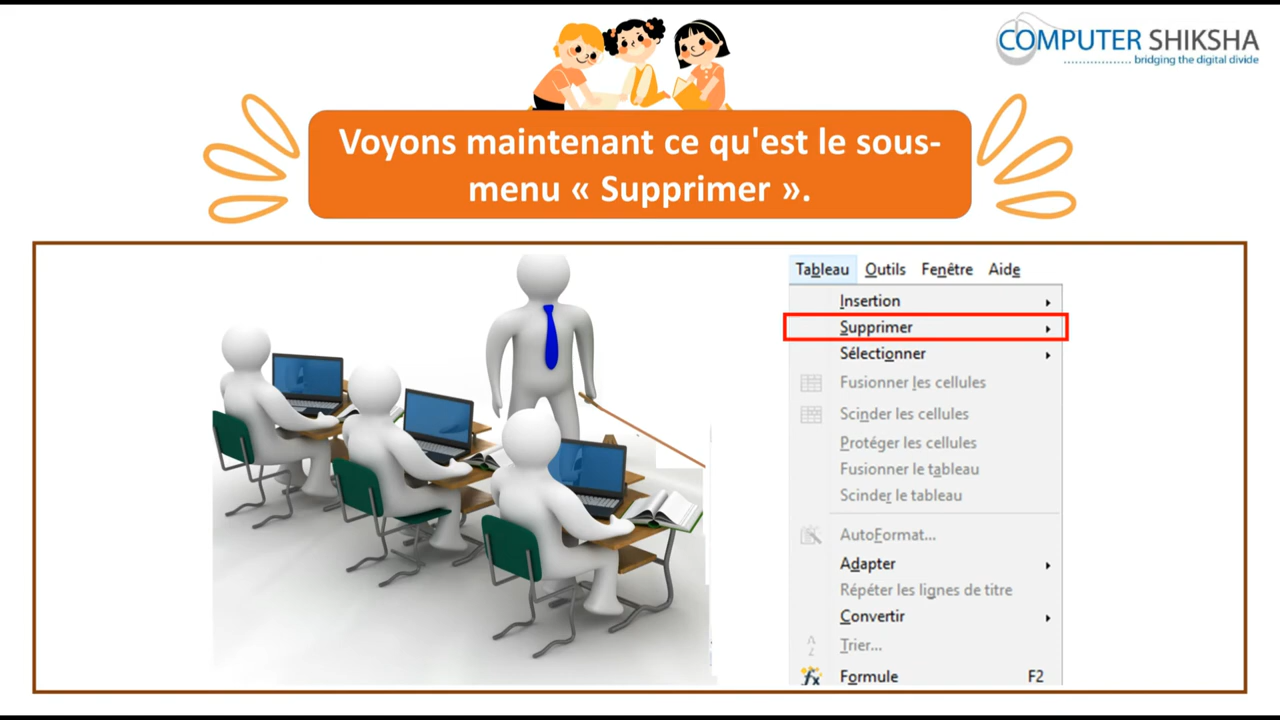 COMPUTER SHIKSHA
.................. bridging the digital divide
Voyons maintenant ce qu'est le sous-
menu « Supprimer ».
Tableau Outils Fenêtre Aide
Insertion
Supprimer
Sélectionner
Fusionner les cellules
Scinder les cellules
Protéger les cellules
Fusionner le tableau
Scinder le tableau
AutoFormat...
Adapter
Répéter les lignes de titre
Convertir
A
Z
Trier...
fx Formule F2